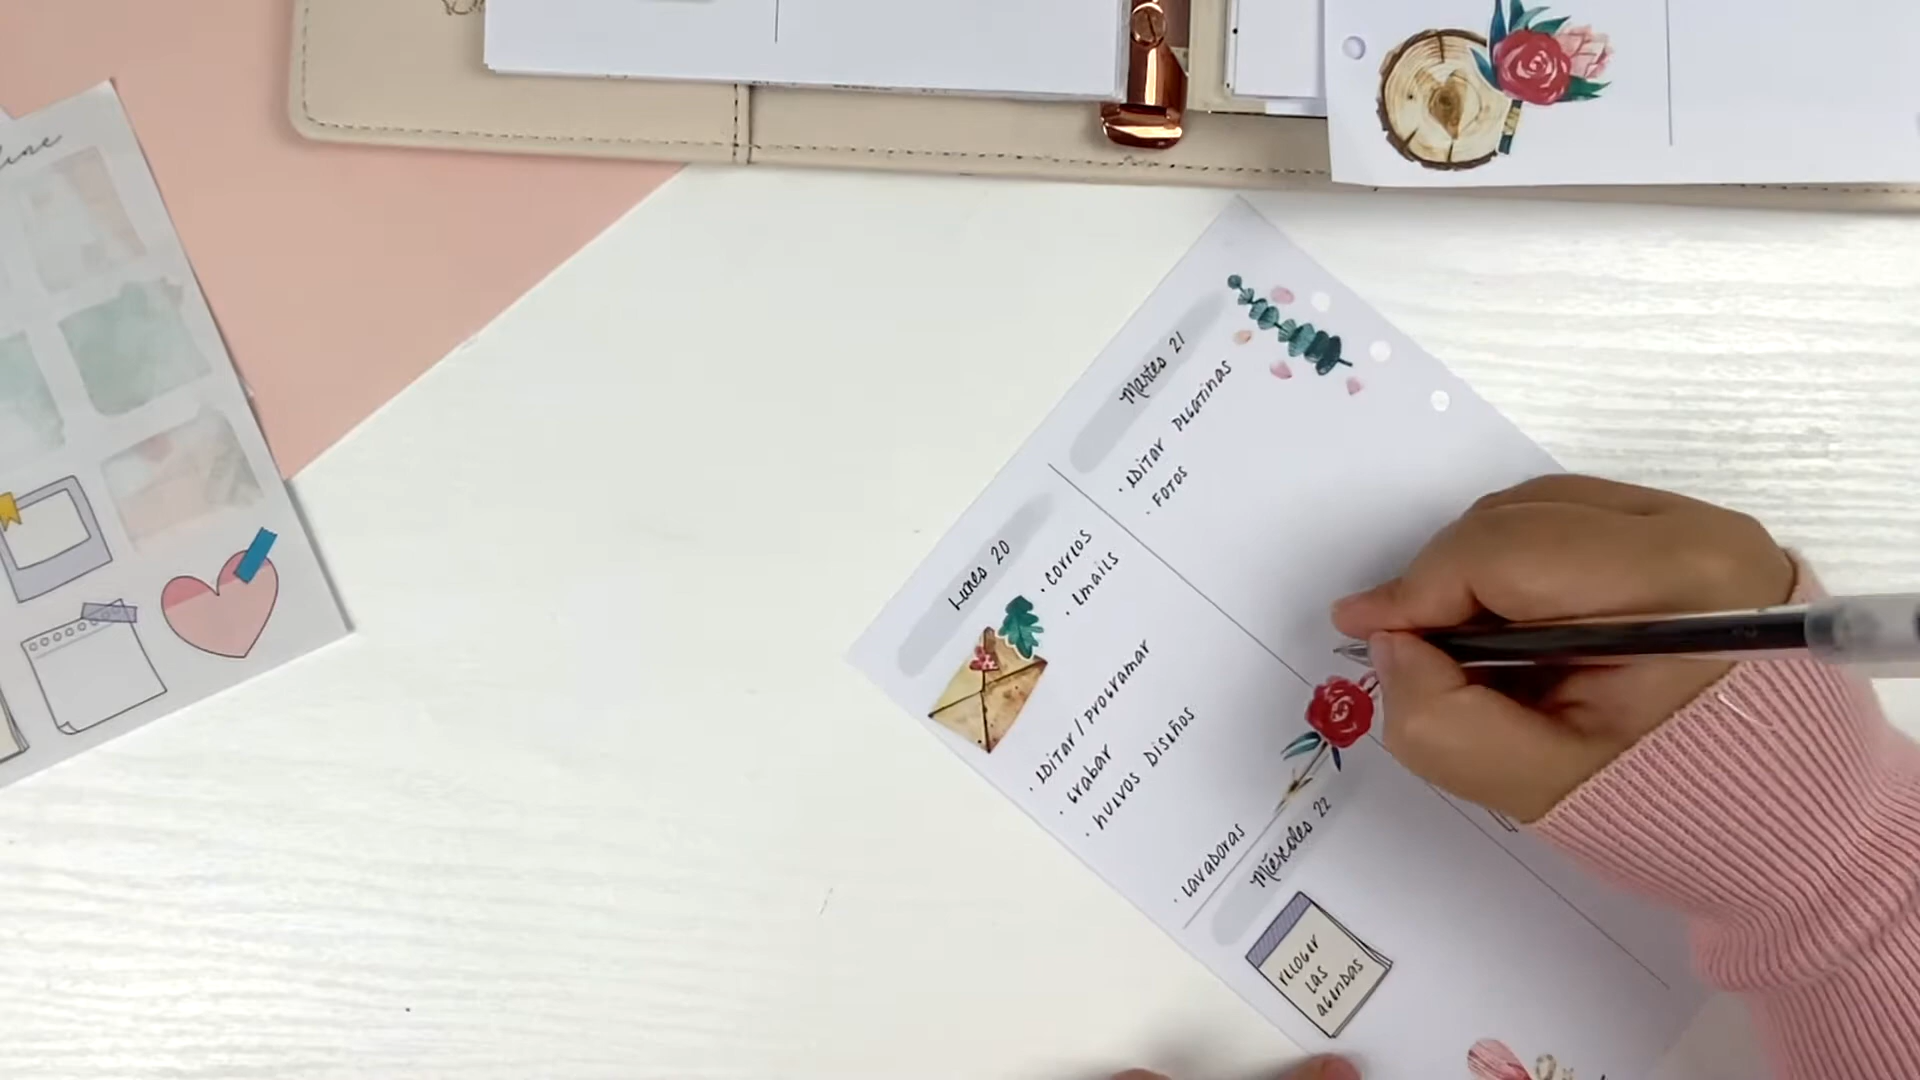 Lunes 20
• correos
• emails
• editar / programar
• grabar
• nuevos diseños
• lavadoras
Martes 21
• editar pegatinas
• fotos
Miércoles 22
recoger
las
agendas